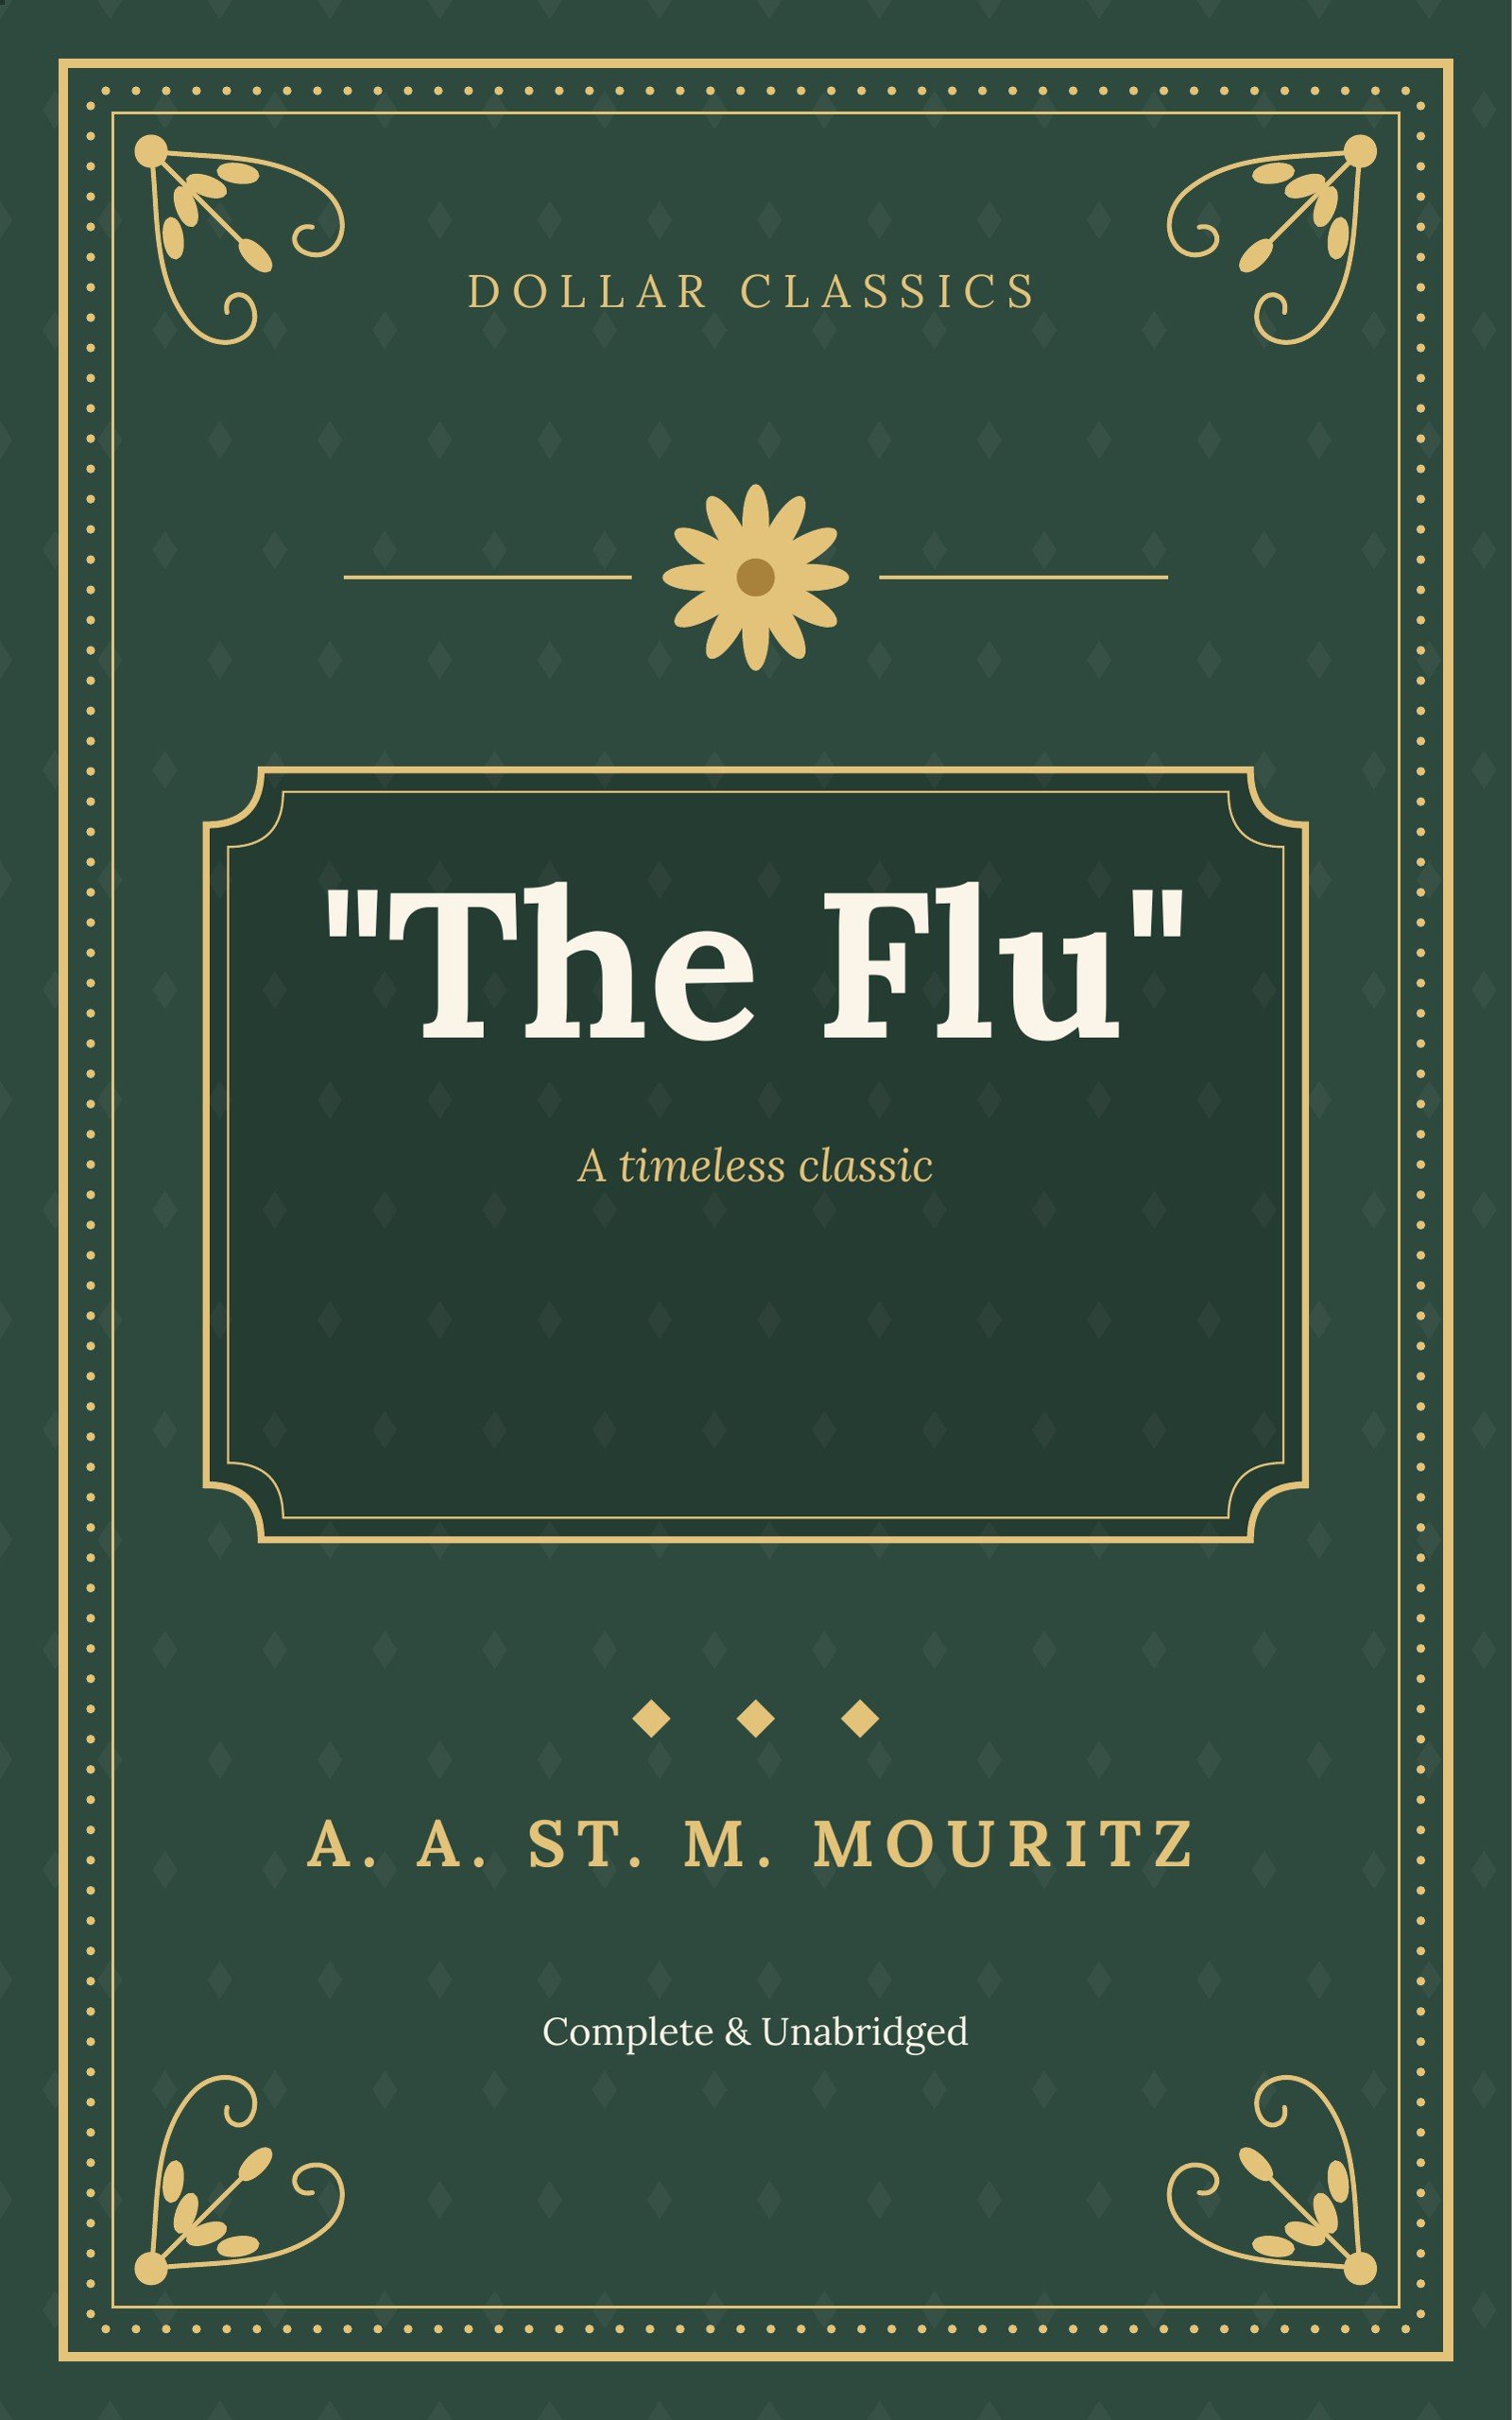 DOLLAR CLASSICS
"The Flu"
A timeless classic
A. A. ST. M. MOURITZ
Complete & Unabridged